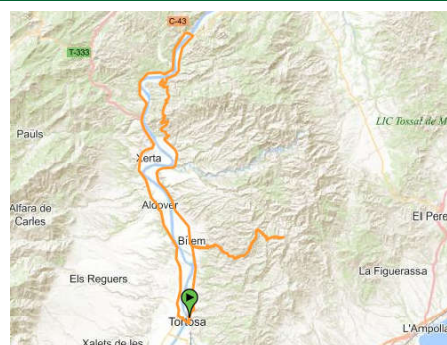 C-43
T-333
LIC Tossal de M
Pauls
Xerta
Aldover
Alfara de
Carles
El Pere
Bítem
La Figuerassa
Els Reguers
Tortosa
L'Ampolla
Xalets de les